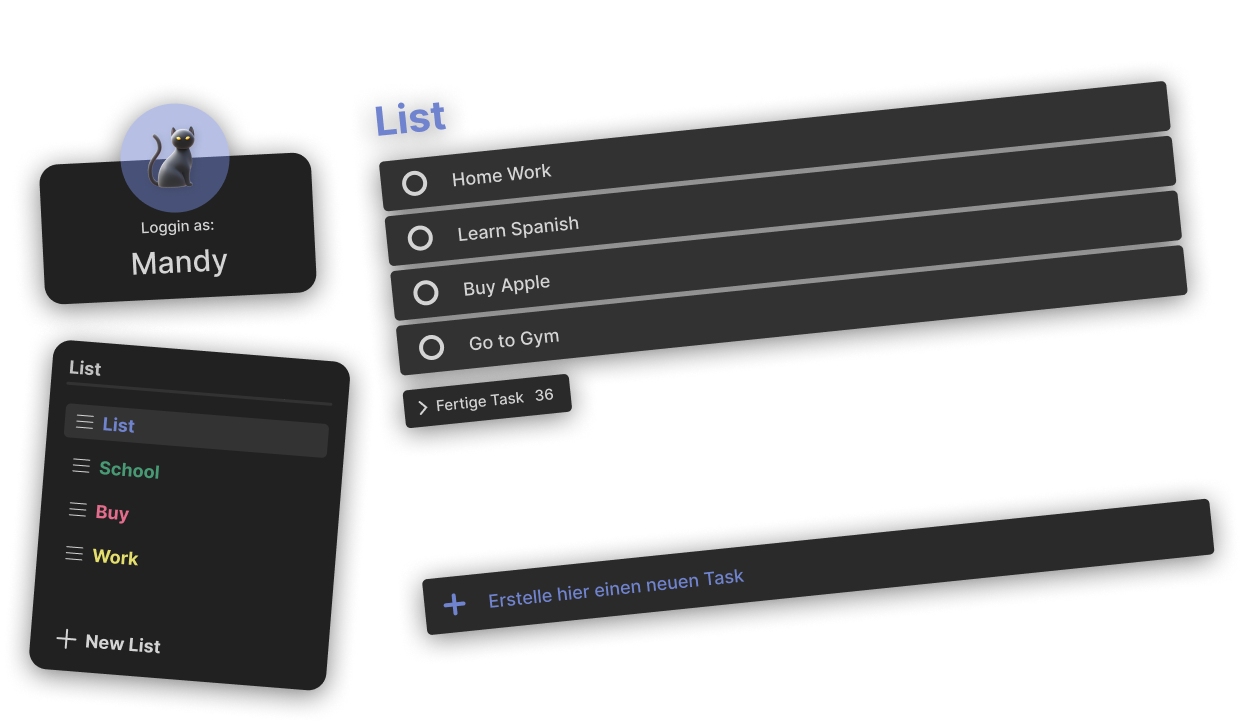 Loggin as:
Mandy
List
List
School
Buy
Work
New List
List
Home Work
Learn Spanish
Buy Apple
Go to Gym
Fertige Task 36
Erstelle hier einen neuen Task